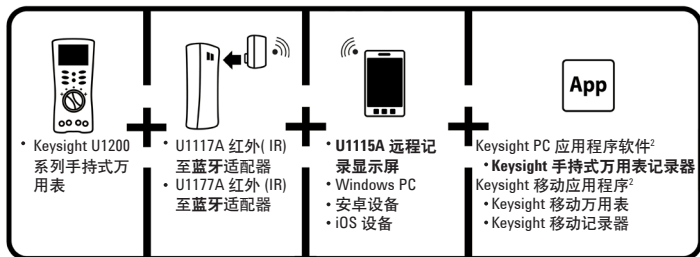 App
• Keysight U1200
系列手持式万
用表
• U1117A 红外( IR)
至蓝牙适配器
• U1177A 红外 (IR)
至蓝牙适配器
• U1115A 远程记
录显示屏
• Windows PC
• 安卓设备
• iOS 设备
Keysight PC 应用程序软件²
• Keysight 手持式万用表记录器
Keysight 移动应用程序²
• Keysight 移动万用表
• Keysight 移动记录器